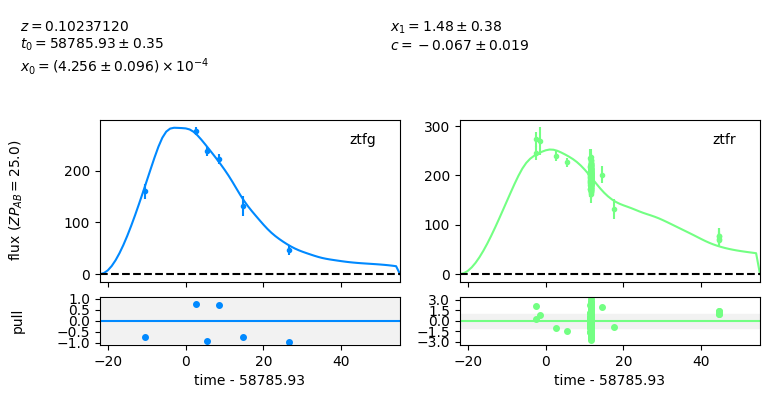 z = 0.10237120
t₀ = 58785.93 ± 0.35
x₀ = (4.256 ± 0.096) × 10⁻⁴
x₁ = 1.48 ± 0.38
c = −0.067 ± 0.019
flux (ZP_AB = 25.0)
ztfg
200
100
0
ztfr
300
200
100
0
pull
1.0
0.5
0.0
−0.5
−1.0
−20
0
20
40
time - 58785.93
3.0
1.5
0.0
−1.5
−3.0
−20
0
20
40
time - 58785.93